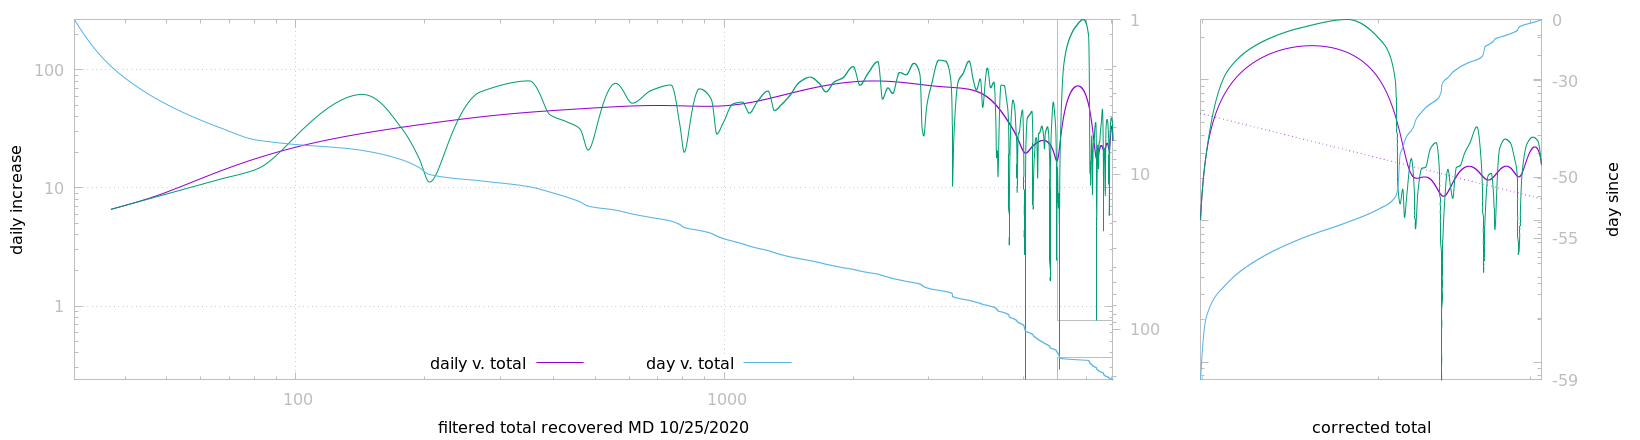 1
0
100
-30
daily increase
10
10
-50
day since
-55
1
100
daily v. total
day v. total
-59
100
1000
filtered total recovered MD 10/25/2020
corrected total